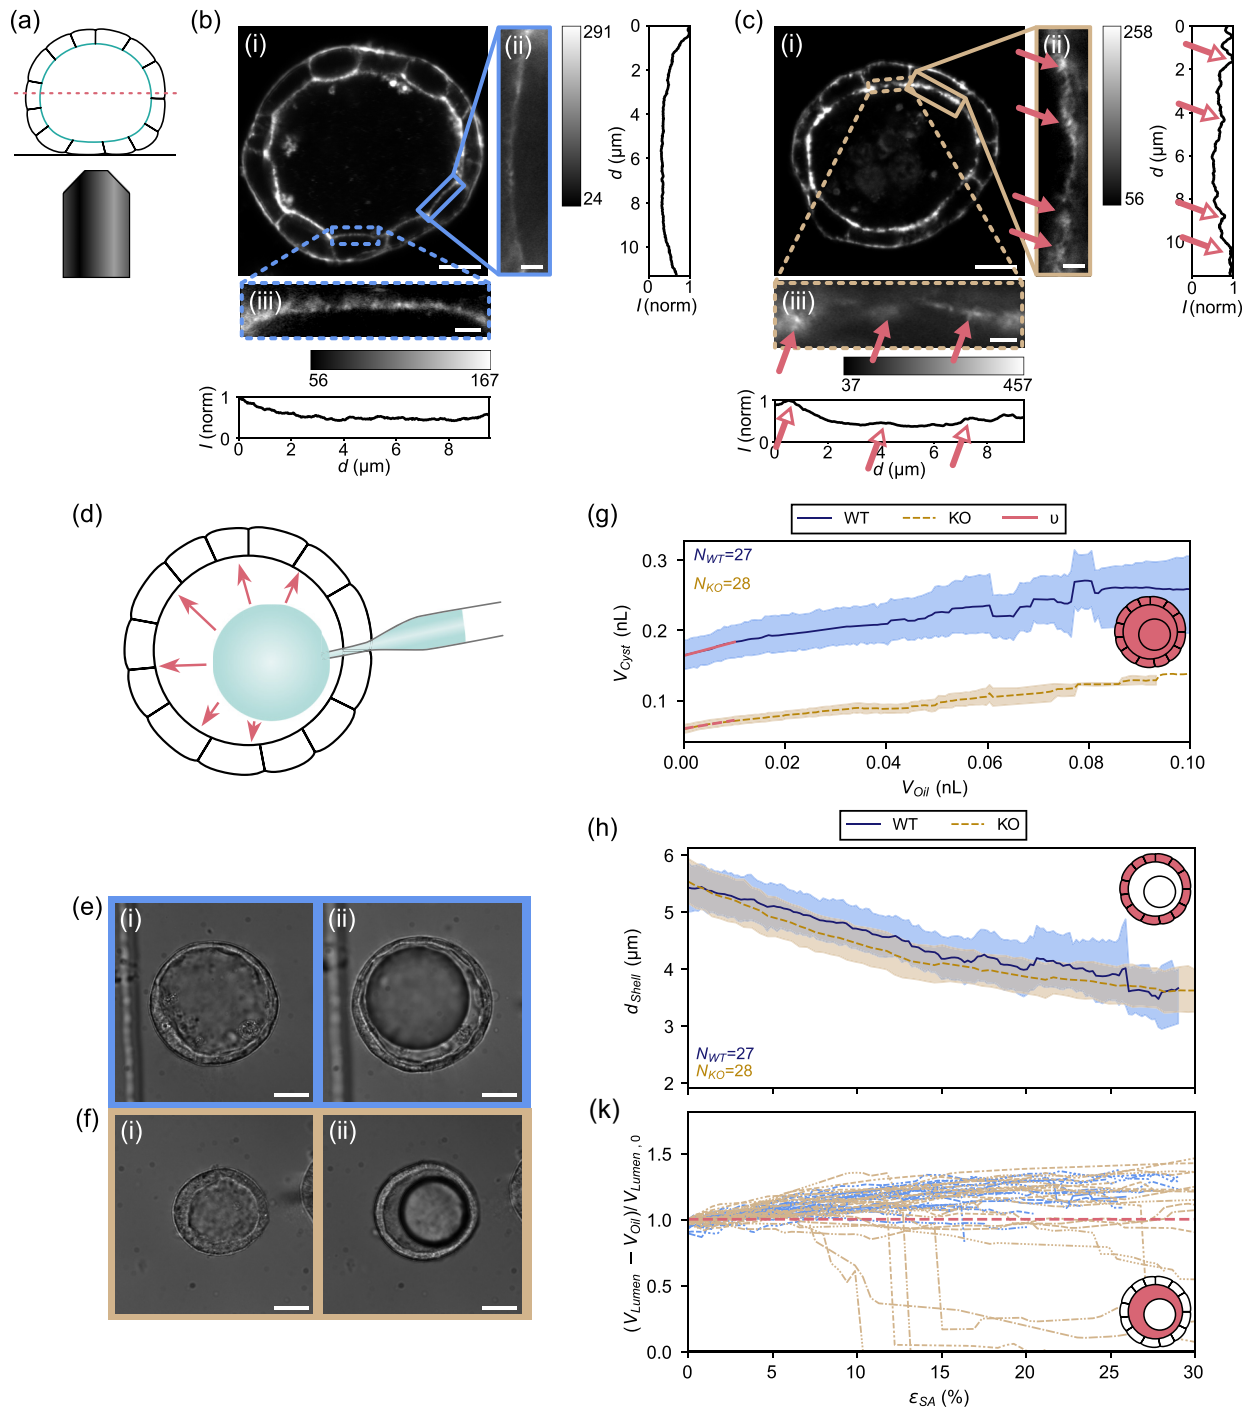 (a)
(b)
(i)
(ii)
291
24
0
2
4
6
8
10
d (μm)
0
1
I (norm)
(iii)
56
167
1
0
I (norm)
0
2
4
6
8
d (μm)
(c)
(i)
(ii)
258
56
0
2
4
6
8
10
d (μm)
0
1
I (norm)
(iii)
37
457
1
0
I (norm)
0
2
4
6
8
d (μm)
(d)
(e)
(i)
(ii)
(f)
(i)
(ii)
(g)
WT
KO
υ
N_WT=27
N_KO=28
0.3
0.2
0.1
V_Cyst (nL)
0.00
0.02
0.04
0.06
0.08
0.10
V_Oil (nL)
(h)
WT
KO
6
5
4
3
2
d_Shell (μm)
N_WT=27
N_KO=28
(k)
1.5
1.0
0.5
0.0
(V_Lumen − V_Oil)/V_Lumen,0
0
5
10
15
20
25
30
ε_SA (%)